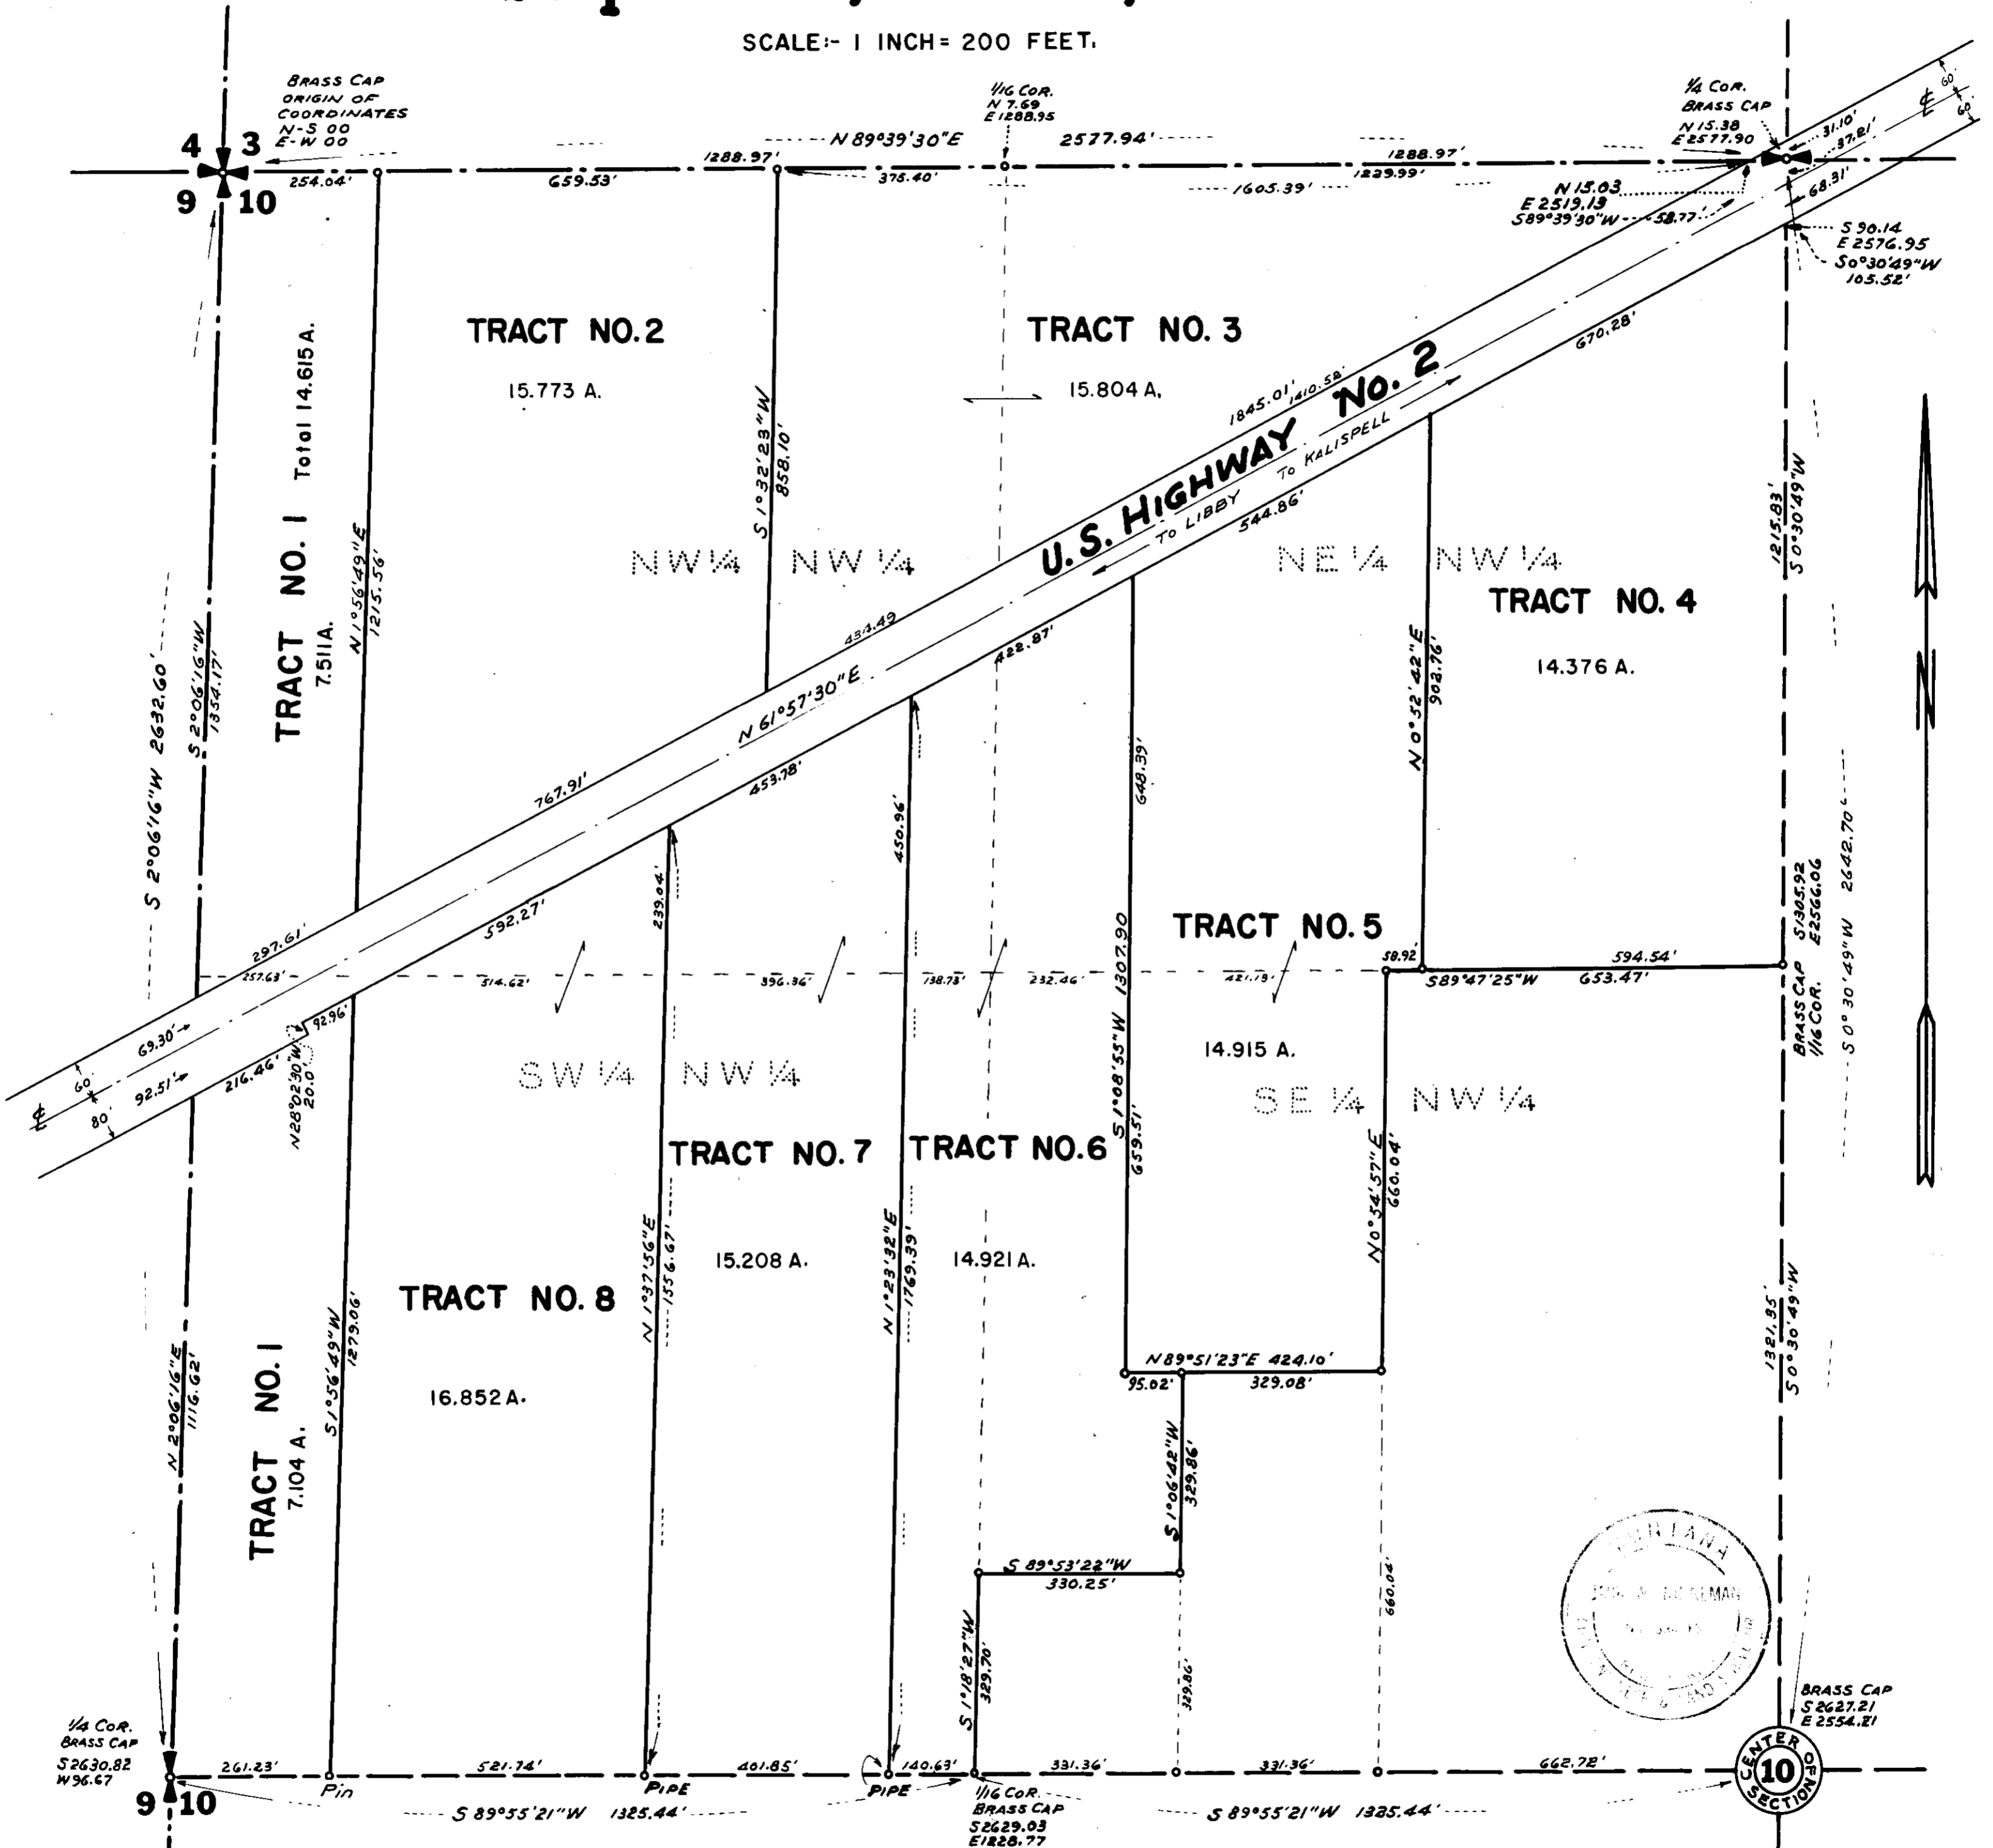 SCALE:- 1 INCH = 200 FEET.
BRASS CAP
ORIGIN OF
COORDINATES
N-S 00
E-W 00
4 3
9 10
1/16 COR.
N 7.69
E 1288.95
1/4 COR.
BRASS CAP
N 15.38
E 2577.90
N 89°39'30"E 2577.94'
1288.97'
1288.97'
254.04'
659.53'
375.40'
1605.39'
1229.99'
N 15.03
E 2519.13
S89°39'30"W 58.77'
31.10'
37.21'
68.31'
℄
60'
60'
S 90.14
E 2576.95
S0°30'49"W
105.52'
TRACT NO. 2
15.773 A.
TRACT NO. 3
15.804 A.
TRACT NO. 1 Total 14.615 A.
7.511 A.
N 1°56'49"E
1215.56'
S 1°32'23"W
858.10'
1845.01'
1410.52'
U.S. HIGHWAY No. 2
TO LIBBY TO KALISPELL
670.28'
544.86'
422.87'
434.49
N 61°57'30"E
453.78'
767.91'
592.27'
297.61'
NW 1/4 NW 1/4
NE 1/4 NW 1/4
TRACT NO. 4
14.376 A.
N 0°52'42"E
902.76'
1215.83'
S 0°30'49"W
S 2°06'16"W 2632.60'
S 2°06'16"W
1354.17'
239.04'
450.96'
648.39'
TRACT NO. 5
14.915 A.
58.92'
594.54'
S89°47'25"W 653.47'
BRASS CAP S1305.92
1/16 COR. E2566.06
S 0°30'49"W 2642.70'
257.63'
514.62'
396.36'
138.73'
232.46'
421.13'
69.30'
92.51'
60'
80'
℄
216.46'
92.96'
N28°02'30"W
20.0'
SW 1/4 NW 1/4
SE 1/4 NW 1/4
S 1°08'55"W 1307.90
659.51'
TRACT NO. 7
15.208 A.
TRACT NO. 6
14.921 A.
TRACT NO. 8
16.852 A.
TRACT NO. 1
7.104 A.
N 2°06'16"E
1116.62'
S 1°56'49"W
1279.06'
N 1°37'56"E
1556.67'
N 1°23'32"E
1769.39'
N 0°54'57"E
660.04'
N 89°51'23"E 424.10'
95.02'
329.08'
S 1°06'42"W
329.86'
S 89°53'22"W
330.25'
S 1°18'27"W
329.70'
329.86'
660.04'
1321.35'
S 0°30'49"W
MONTANA
1/4 COR.
BRASS CAP
S2630.82
W96.67
9 10
261.23'
521.74'
401.85'
140.63'
331.36'
331.36'
662.72'
Pin
PIPE
PIPE
S 89°55'21"W 1325.44'
1/16 COR.
BRASS CAP
S2629.03
E1228.77
S 89°55'21"W 1325.44'
BRASS CAP
S2627.21
E2554.21
CENTER OF SECTION
10
N